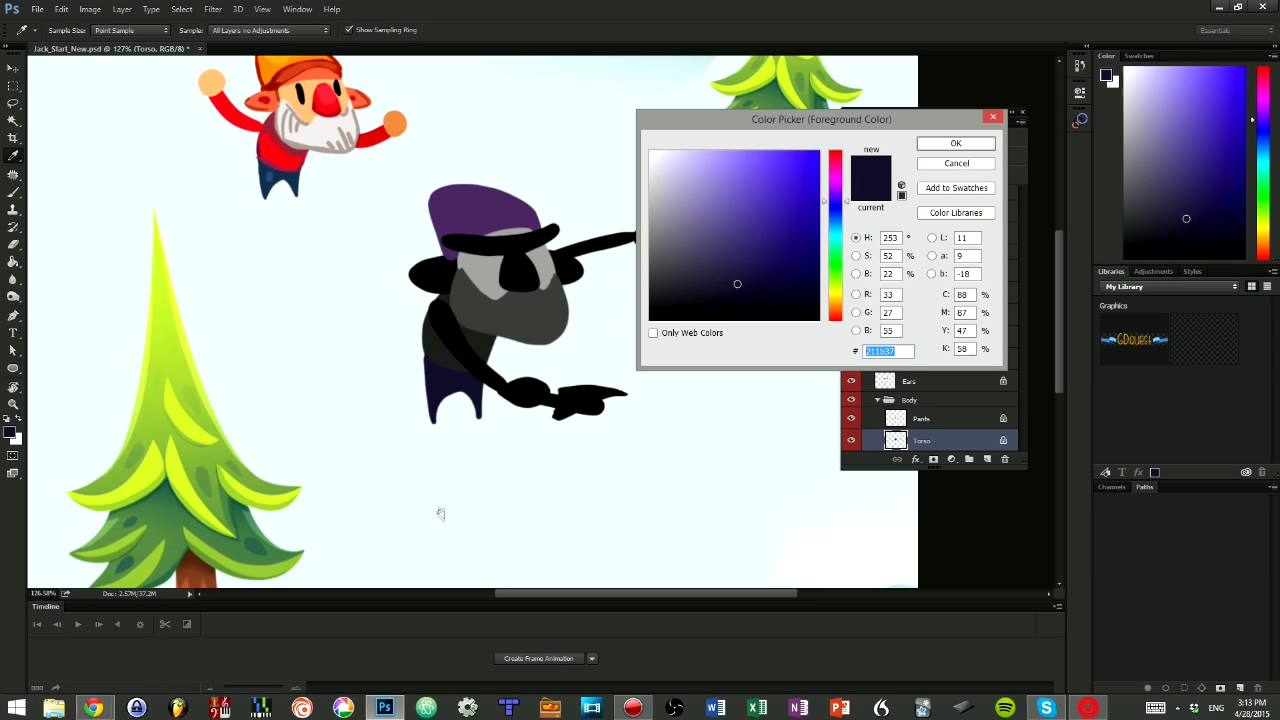 Ps File Edit Image Layer Type Select Filter 3D View Window Help
Sample Size: Point Sample Sample: All Layers no Adjustments Show Sampling Ring Essentials
Jack_Start_New.psd @ 127% (Torso, RGB/8) * ×
Color Swatches
Color Picker (Foreground Color)
new
current
OK
Cancel
Add to Swatches
Color Libraries
H: 253 ° L: 11
S: 52 % a: 9
B: 22 % b: -18
R: 33 C: 88 %
G: 27 M: 87 %
B: 55 Y: 47 %
# 211b37 K: 58 %
Only Web Colors
Libraries Adjustments Styles
My Library
Graphics
GDquest
Ears
Body
Pants
Torso
Channels Paths
126.58% Doc: 2.57M/37.2M
Timeline
Create Frame Animation
Ps
ENG 3:13 PM
4/28/2015